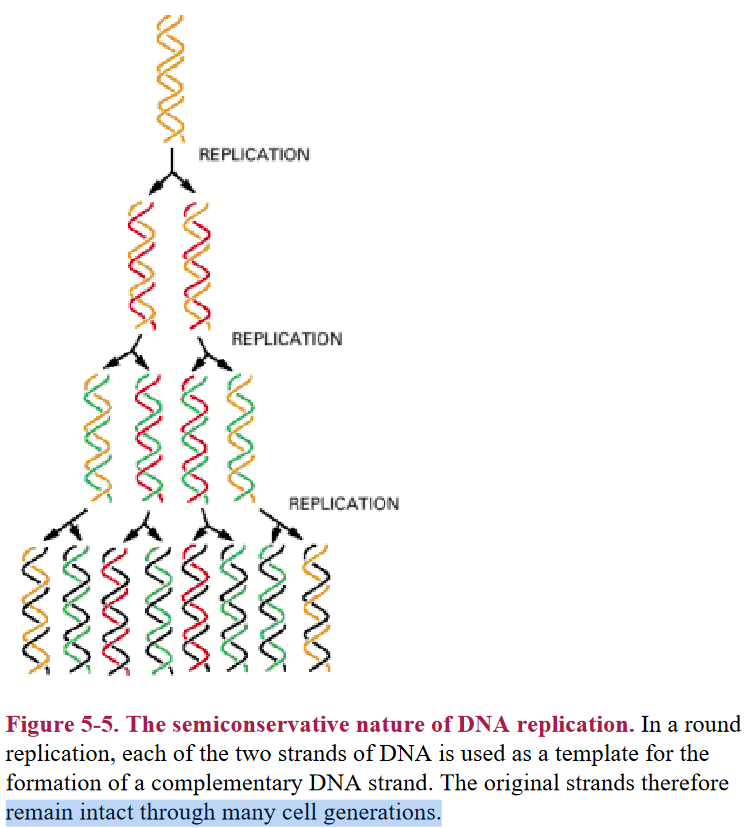 REPLICATION
REPLICATION
REPLICATION
Figure 5-5. The semiconservative nature of DNA replication. In a round
replication, each of the two strands of DNA is used as a template for the
formation of a complementary DNA strand. The original strands therefore
remain intact through many cell generations.